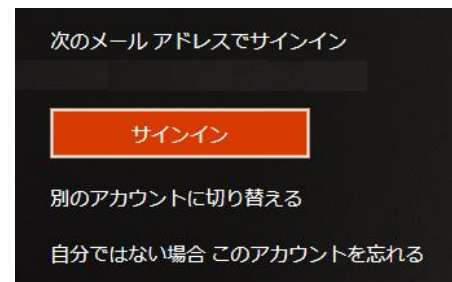 次のメール アドレスでサインイン
サインイン
別のアカウントに切り替える
自分ではない場合 このアカウントを忘れる